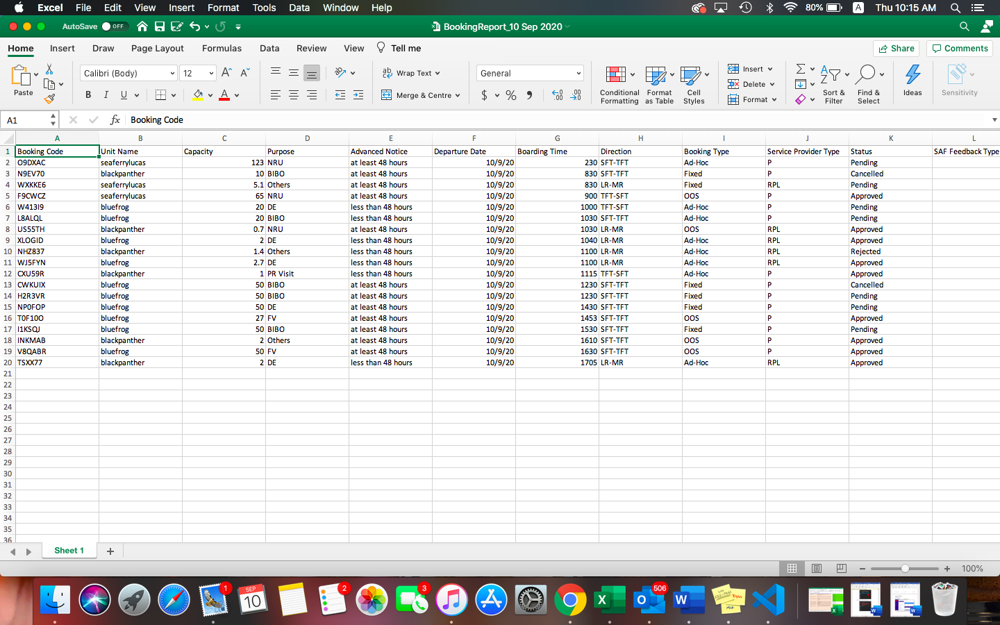 Excel File Edit View Insert Format Tools Data Window Help 80% A Thu 10:15 AM
AutoSave OFF BookingReport_10 Sep 2020
Home Insert Draw Page Layout Formulas Data Review View Tell me Share Comments
Paste Calibri (Body) 12 A A Wrap Text General Insert
B I U A Merge & Centre $ % Conditional Formatting Format as Table Cell Styles Delete Format Sort & Filter Find & Select Ideas Sensitivity
A1 fx Booking Code
A B C D E F G H I J K L
1 Booking Code Unit Name Capacity Purpose Advanced Notice Departure Date Boarding Time Direction Booking Type Service Provider Type Status SAF Feedback Type
2 O9DXAC seaferrylucas 123 NRU at least 48 hours 10/9/20 230 SFT-TFT Ad-Hoc P Pending
3 N9EV70 blackpanther 10 BIBO at least 48 hours 10/9/20 830 SFT-TFT Fixed P Cancelled
4 WXKKE6 seaferrylucas 5.1 Others at least 48 hours 10/9/20 830 LR-MR Fixed RPL Pending
5 F9CWCZ seaferrylucas 65 NRU at least 48 hours 10/9/20 900 TFT-SFT OOS P Approved
6 W413I9 bluefrog 20 DE less than 48 hours 10/9/20 1000 TFT-SFT Ad-Hoc P Pending
7 L8ALQL bluefrog 20 BIBO less than 48 hours 10/9/20 1030 SFT-TFT Ad-Hoc P Pending
8 US55TH blackpanther 0.7 NRU at least 48 hours 10/9/20 1030 LR-MR OOS RPL Approved
9 XLOGID bluefrog 2 DE less than 48 hours 10/9/20 1040 LR-MR Ad-Hoc RPL Approved
10 NHZ837 blackpanther 1.4 Others less than 48 hours 10/9/20 1100 LR-MR Ad-Hoc RPL Rejected
11 WJ5FYN bluefrog 2.7 DE less than 48 hours 10/9/20 1100 LR-MR Ad-Hoc RPL Approved
12 CXU59R blackpanther 1 PR Visit less than 48 hours 10/9/20 1115 TFT-SFT Ad-Hoc P Approved
13 CWKUIX bluefrog 50 BIBO at least 48 hours 10/9/20 1230 SFT-TFT Fixed P Cancelled
14 H2R3VR bluefrog 50 BIBO at least 48 hours 10/9/20 1230 SFT-TFT Fixed P Pending
15 NP0FOP bluefrog 50 DE at least 48 hours 10/9/20 1430 SFT-TFT Fixed P Pending
16 T0F10O bluefrog 27 FV at least 48 hours 10/9/20 1453 SFT-TFT OOS P Approved
17 I1KSQJ bluefrog 50 BIBO at least 48 hours 10/9/20 1530 SFT-TFT Fixed P Pending
18 INKMAB blackpanther 2 Others at least 48 hours 10/9/20 1610 SFT-TFT OOS P Approved
19 V8QABR bluefrog 50 FV at least 48 hours 10/9/20 1630 SFT-TFT OOS P Approved
20 TSXX77 blackpanther 2 DE less than 48 hours 10/9/20 1705 LR-MR Ad-Hoc RPL Approved
21
22
23
24
25
26
27
28
29
30
31
32
33
34
35
36
Sheet 1 +
100%
1 SEP 10 2 3 506